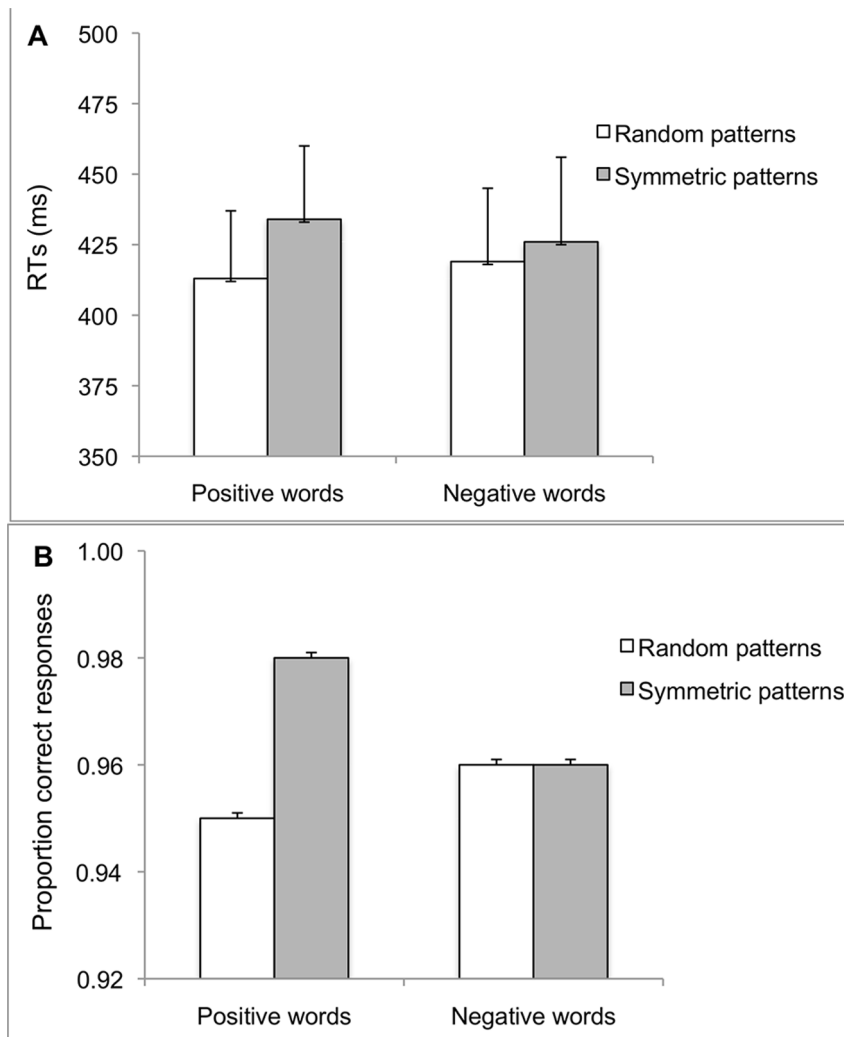 A
500
475
450
425
400
375
350
RTs (ms)
Random patterns
Symmetric patterns
Positive words
Negative words
B
1.00
0.98
0.96
0.94
0.92
Proportion correct responses
Random patterns
Symmetric patterns
Positive words
Negative words